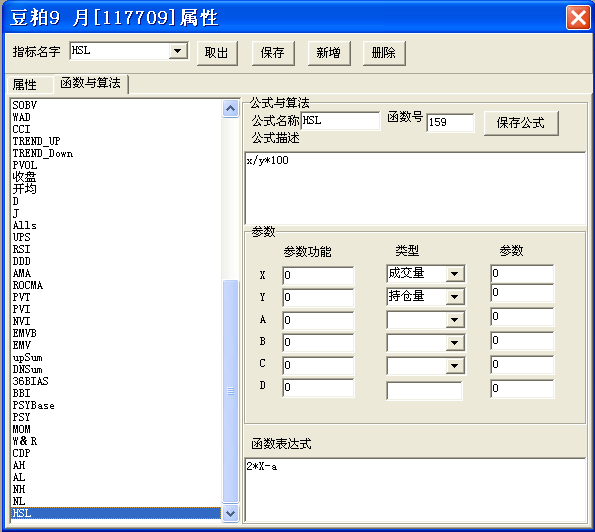 豆粕9 月[117709]属性
指标名字 HSL 取出 保存 新增 删除
属性 函数与算法
SOBV
WAD
CCI
TREND_UP
TREND_Down
PVOL
收盘
开均
D
J
Alls
UPS
RSI
DDD
AMA
ROCMA
PVT
PVI
NVI
EMVB
EMV
upSum
DNSum
36BIAS
BBI
PSYBase
PSY
MOM
W&R
CDP
AH
AL
NH
NL
HSL
公式与算法
公式名称 HSL 函数号 159 保存公式
公式描述
x/y*100
参数
参数功能 类型 参数
X 0 成交量 0
Y 0 持仓量 0
A 0 0
B 0 0
C 0 0
D 0 0
函数表达式
2*X-a